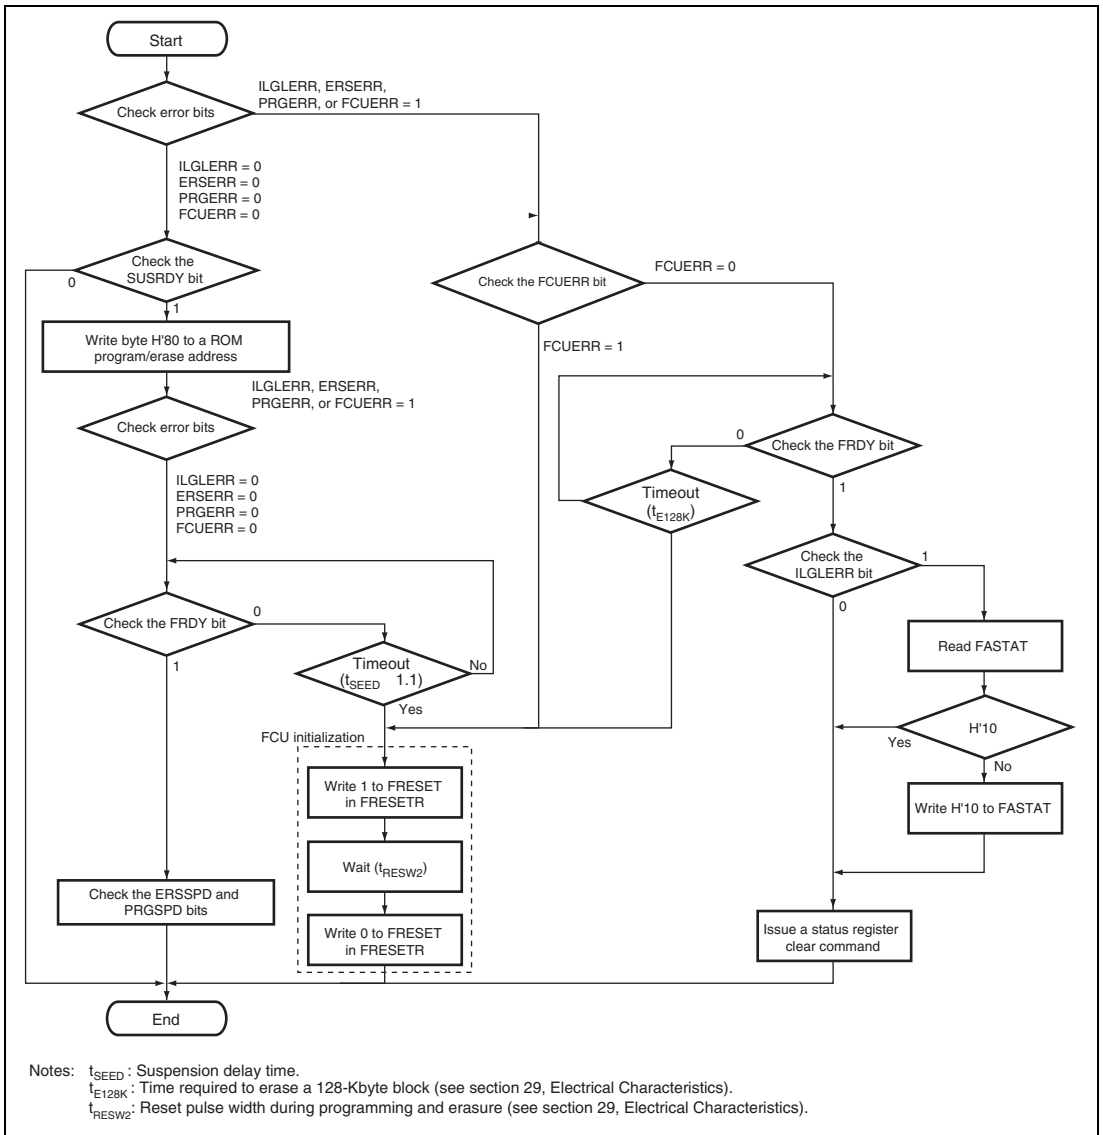 Start
Check error bits
ILGLERR, ERSERR,
PRGERR, or FCUERR = 1
ILGLERR = 0
ERSERR = 0
PRGERR = 0
FCUERR = 0
Check the
SUSRDY bit
0
1
Write byte H'80 to a ROM
program/erase address
ILGLERR, ERSERR,
PRGERR, or FCUERR = 1
Check error bits
ILGLERR = 0
ERSERR = 0
PRGERR = 0
FCUERR = 0
Check the FRDY bit
0
1
Timeout
(tSEED 1.1)
No
Yes
FCU initialization
Write 1 to FRESET
in FRESETR
Wait (tRESW2)
Write 0 to FRESET
in FRESETR
Check the ERSSPD and
PRGSPD bits
End
Check the FCUERR bit
FCUERR = 0
FCUERR = 1
Check the FRDY bit
0
1
Timeout
(tE128K)
Check the
ILGLERR bit
1
0
Read FASTAT
H'10
Yes
No
Write H'10 to FASTAT
Issue a status register
clear command
Notes: tSEED : Suspension delay time.
tE128K : Time required to erase a 128-Kbyte block (see section 29, Electrical Characteristics).
tRESW2: Reset pulse width during programming and erasure (see section 29, Electrical Characteristics).